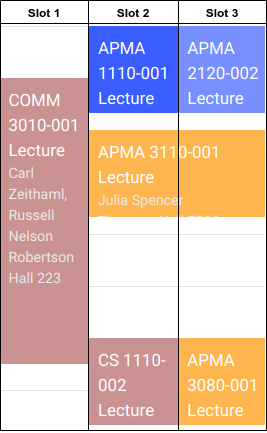 Slot 1 Slot 2 Slot 3
COMM
3010-001
Lecture
Carl
Zeithaml,
Russell
Nelson
Robertson
Hall 223
APMA
1110-001
Lecture
APMA
2120-002
Lecture
APMA 3110-001
Lecture
Julia Spencer
CS 1110-
002
Lecture
APMA
3080-001
Lecture